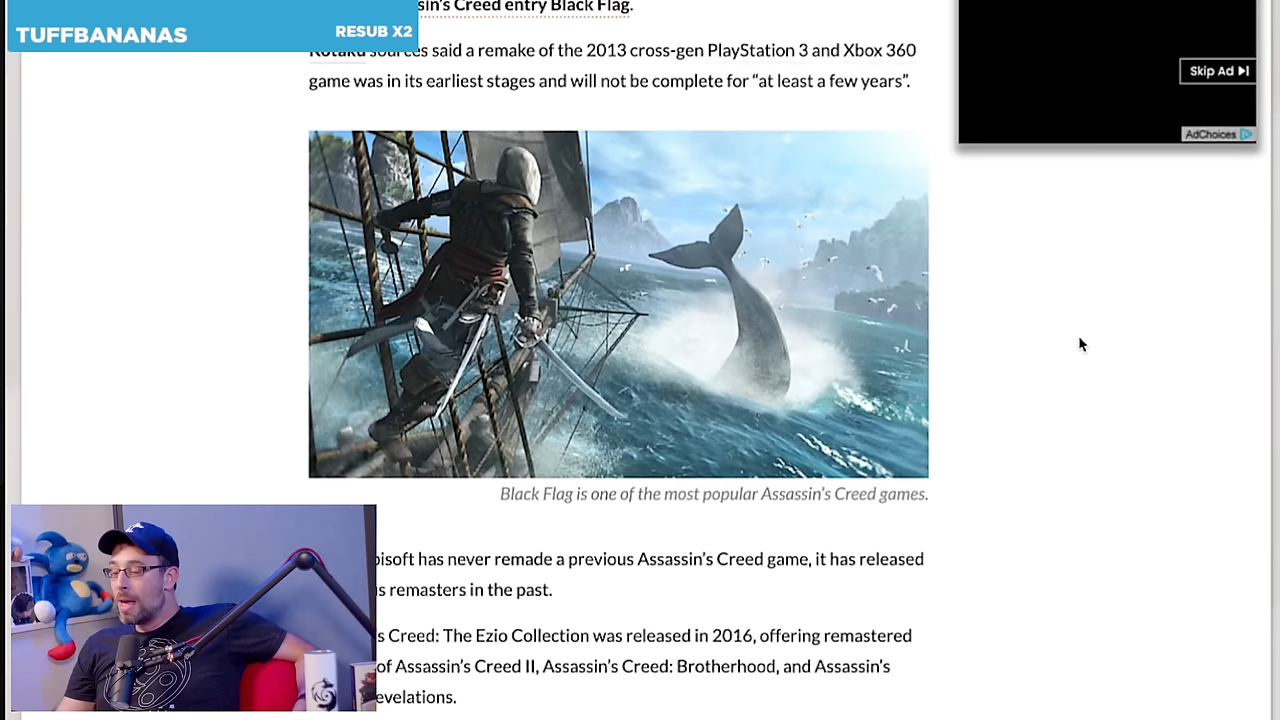 TUFFBANANAS
RESUB X2
sin's Creed entry Black Flag.
Kotaku sources said a remake of the 2013 cross-gen PlayStation 3 and Xbox 360
game was in its earliest stages and will not be complete for “at least a few years”.
Skip Ad
AdChoices
Black Flag is one of the most popular Assassin's Creed games.
bisoft has never remade a previous Assassin's Creed game, it has released
s remasters in the past.
s Creed: The Ezio Collection was released in 2016, offering remastered
of Assassin's Creed II, Assassin's Creed: Brotherhood, and Assassin's
evelations.